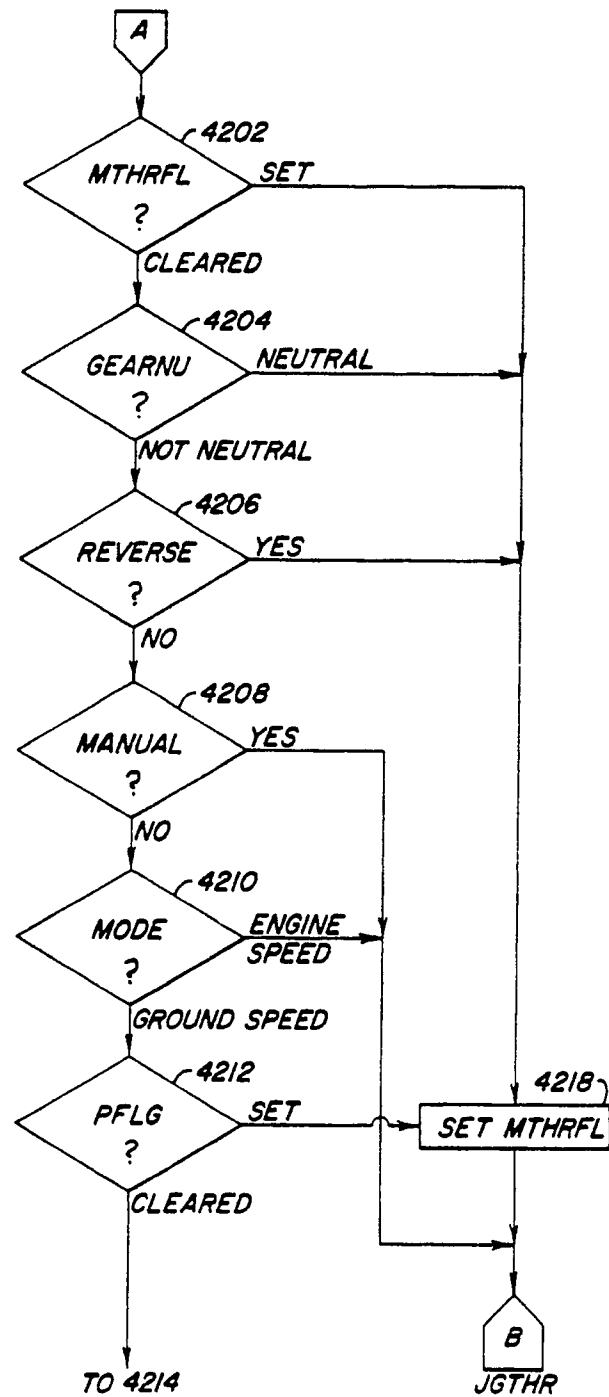 A
4202
MTHRFL
?
SET
CLEARED
4204
GEARNU
?
NEUTRAL
NOT NEUTRAL
4206
REVERSE
?
YES
NO
4208
MANUAL
?
YES
NO
4210
MODE
?
ENGINE
SPEED
GROUND SPEED
4212
PFLG
?
SET
CLEARED
4218
SET MTHRFL
TO 4214
B
JGTHR